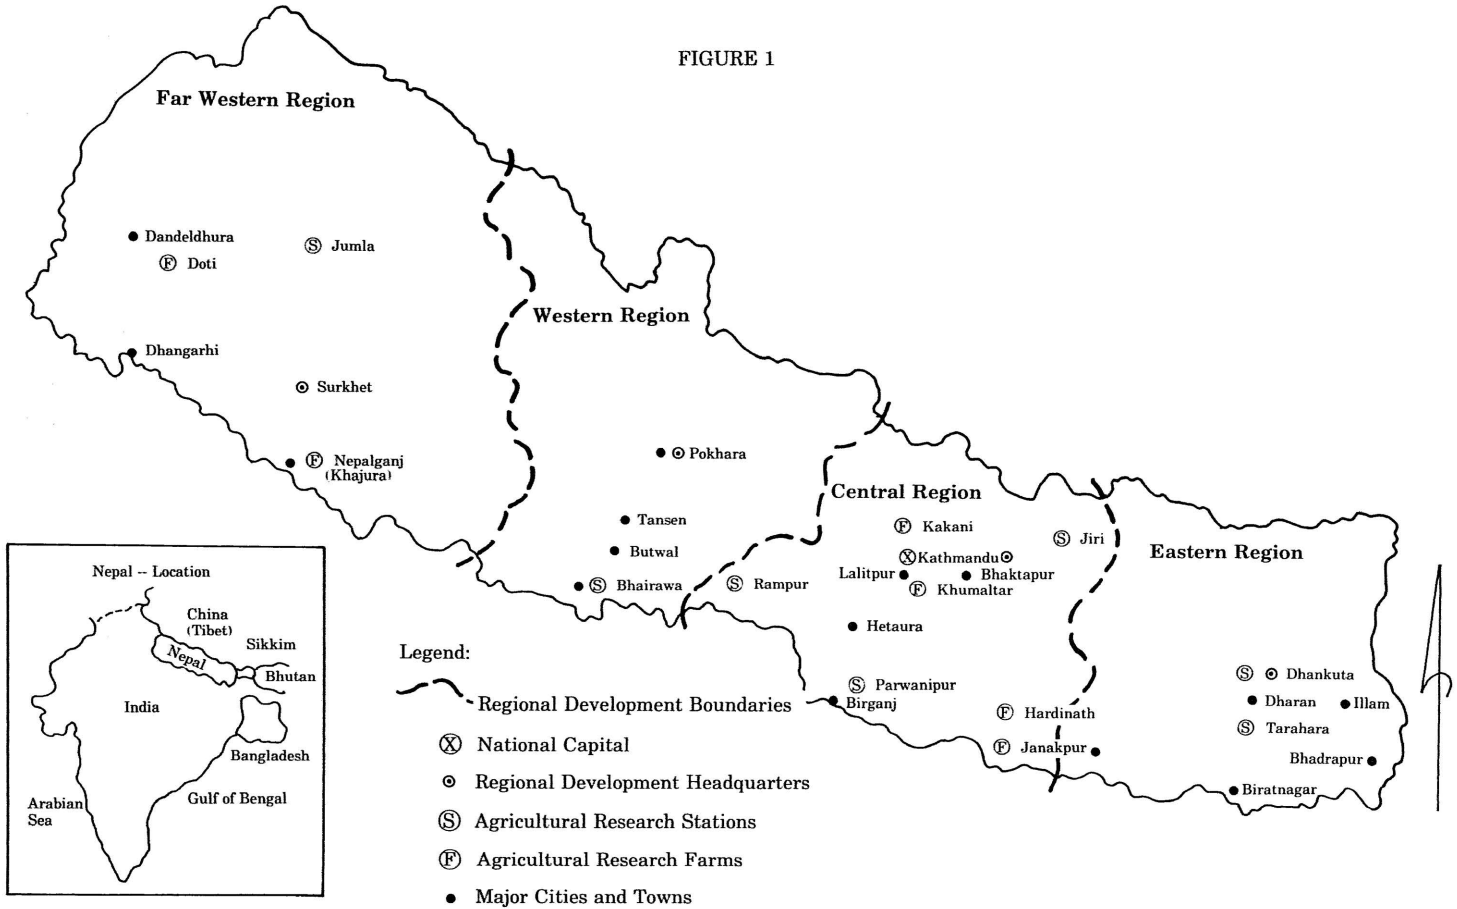 FIGURE 1
Far Western Region
Dandeldhura
Ⓕ Doti
Ⓢ Jumla
Dhangarhi
Surkhet
Ⓕ Nepalganj
(Khajura)
Western Region
Pokhara
Tansen
Butwal
Ⓢ Bhairawa
Central Region
Ⓕ Kakani
Ⓢ Jiri
Ⓧ Kathmandu
Lalitpur
Bhaktapur
Ⓕ Khumaltar
Ⓢ Rampur
Hetaura
Ⓢ Parwanipur
Birganj
Ⓕ Hardinath
Ⓕ Janakpur
Eastern Region
Ⓢ Dhankuta
Dharan
Illam
Ⓢ Tarahara
Bhadrapur
Biratnagar
Nepal -- Location
China
(Tibet)
Sikkim
Nepal
Bhutan
India
Bangladesh
Arabian
Sea
Gulf of Bengal
Legend:
Regional Development Boundaries
Ⓧ National Capital
Regional Development Headquarters
Ⓢ Agricultural Research Stations
Ⓕ Agricultural Research Farms
Major Cities and Towns